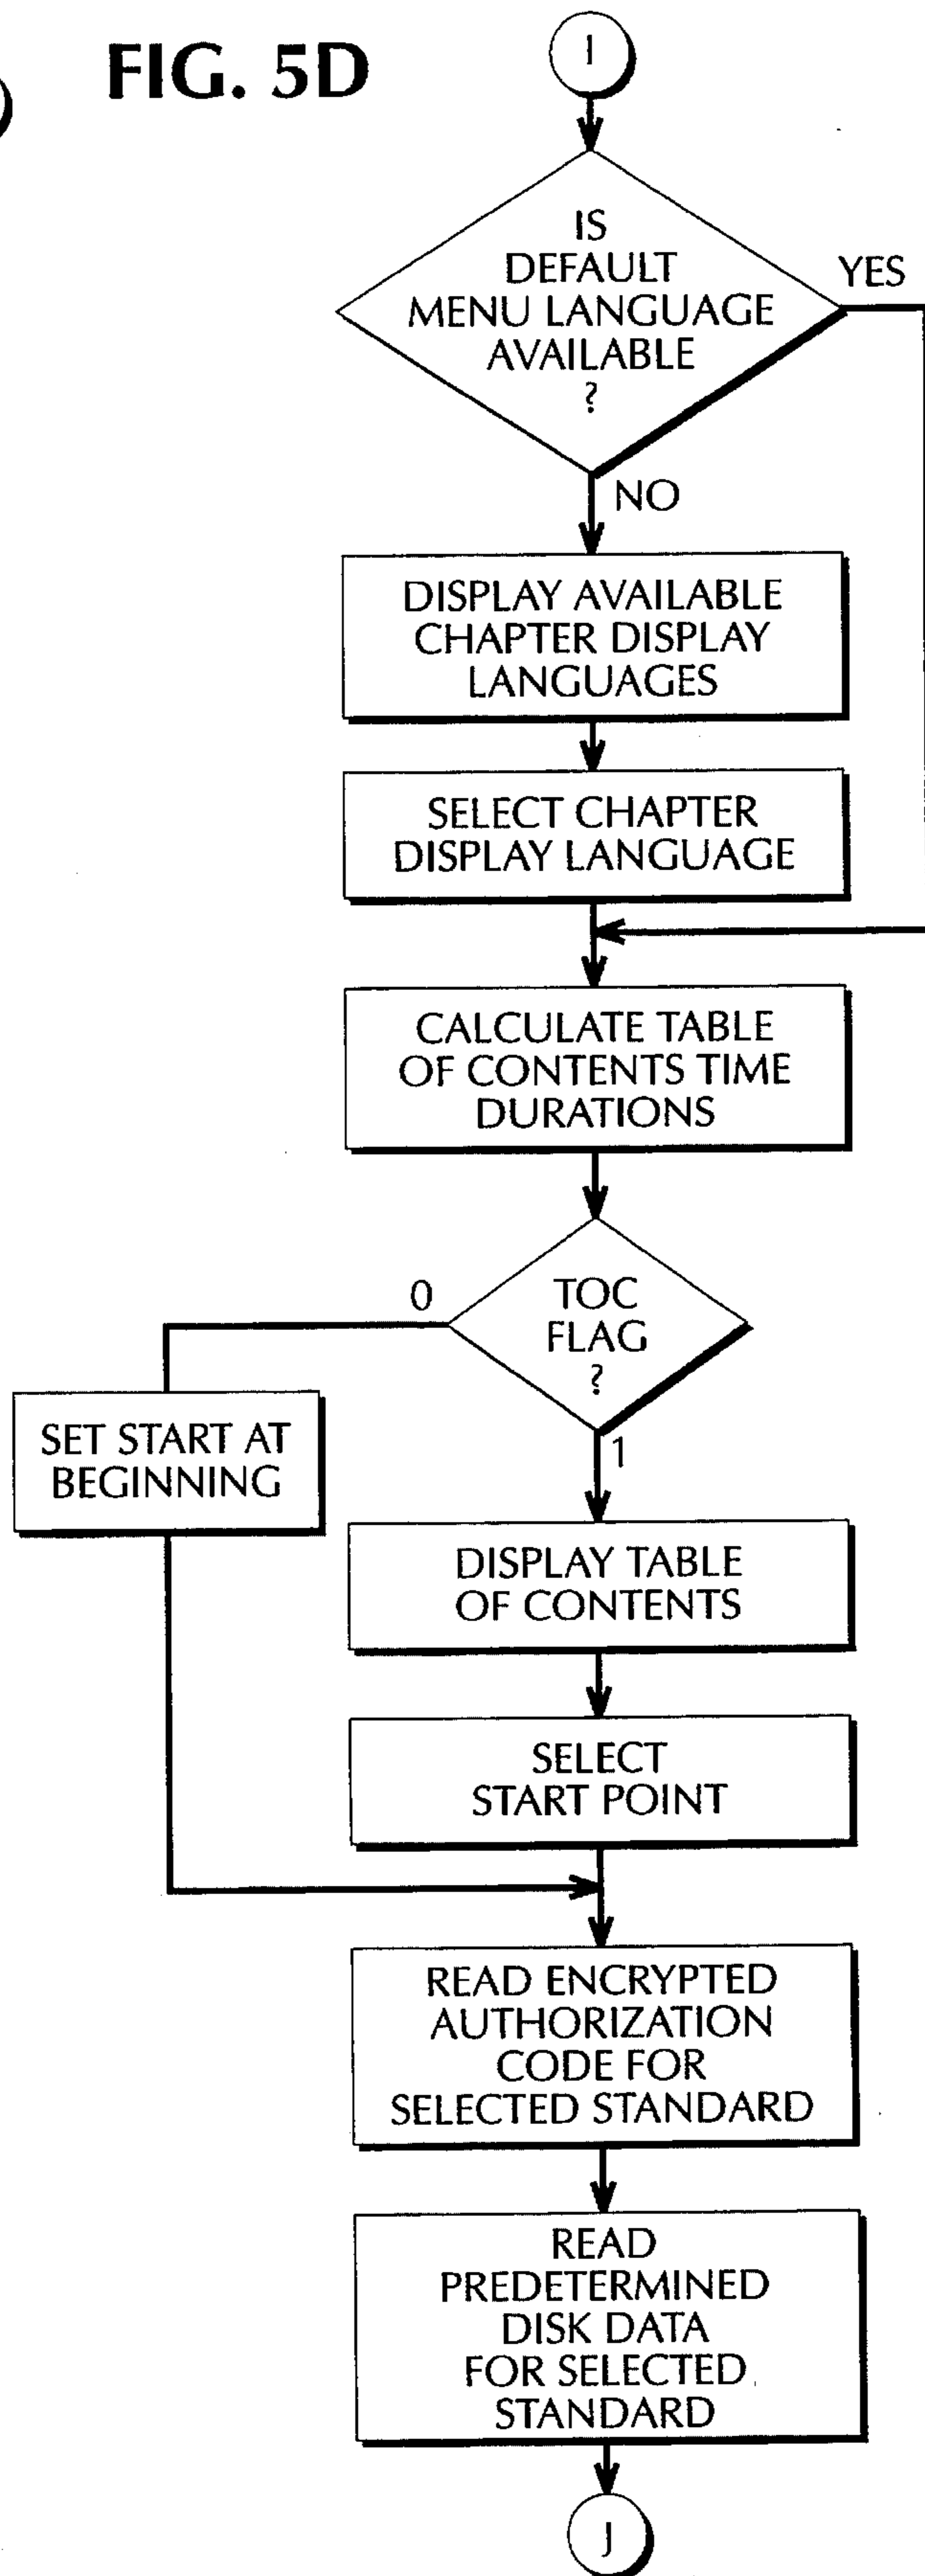 FIG. 5D
I
IS
DEFAULT
MENU LANGUAGE
AVAILABLE
?
YES
NO
DISPLAY AVAILABLE
CHAPTER DISPLAY
LANGUAGES
SELECT CHAPTER
DISPLAY LANGUAGE
CALCULATE TABLE
OF CONTENTS TIME
DURATIONS
TOC
FLAG
?
0
1
SET START AT
BEGINNING
DISPLAY TABLE
OF CONTENTS
SELECT
START POINT
READ ENCRYPTED
AUTHORIZATION
CODE FOR
SELECTED STANDARD
READ
PREDETERMINED
DISK DATA
FOR SELECTED
STANDARD
J